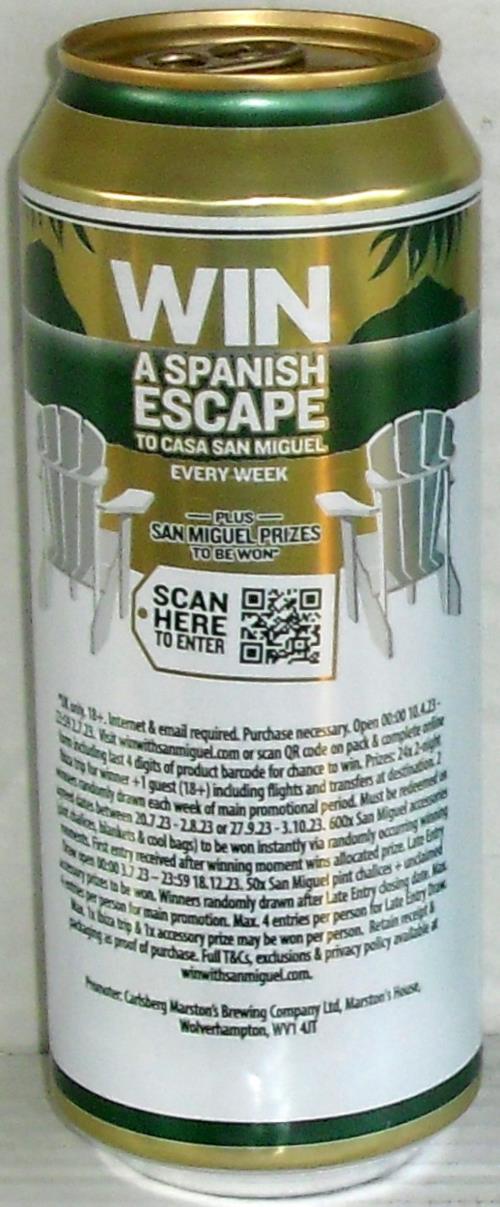 WIN
A SPANISH
ESCAPE
TO CASA SAN MIGUEL
EVERY WEEK
PLUS
SAN MIGUEL PRIZES
TO BE WON*
SCAN
HERE
TO ENTER
*UK only, 18+. Internet & email required. Purchase necessary. Open 00:00 10.4.23 -
23:59 2.7.23. Visit winwithsanmiguel.com or scan QR code on pack & complete online
form including last 4 digits of product barcode for chance to win. Prizes: 24x 2-night
Ibiza trip for winner +1 guest (18+) including flights and transfers at destination. 2
winners randomly drawn each week of main promotional period. Must be redeemed on
dates between 20.7.23 - 2.8.23 or 27.9.23 - 3.10.23. 600x San Miguel accessories
(pint chalices, blankets & cool bags) to be won instantly via randomly occurring winning
moments. First entry received after winning moment wins allocated prize. Late Entry
Draw open 00:00 3.7.23 – 23:59 18.12.23. 50x San Miguel pint chalices + unclaimed
accessory prizes to be won. Winners randomly drawn after Late Entry closing date. Max.
4 entries per person for main promotion. Max. 4 entries per person for Late Entry Draw.
Max. 1x Ibiza trip & 1x accessory prize may be won per person. Retain receipt &
packaging as proof of purchase. Full T&Cs, exclusions & privacy policy available at
winwithsanmiguel.com.
Promoter: Carlsberg Marston's Brewing Company Ltd, Marston's House,
Wolverhampton, WV1 4JT